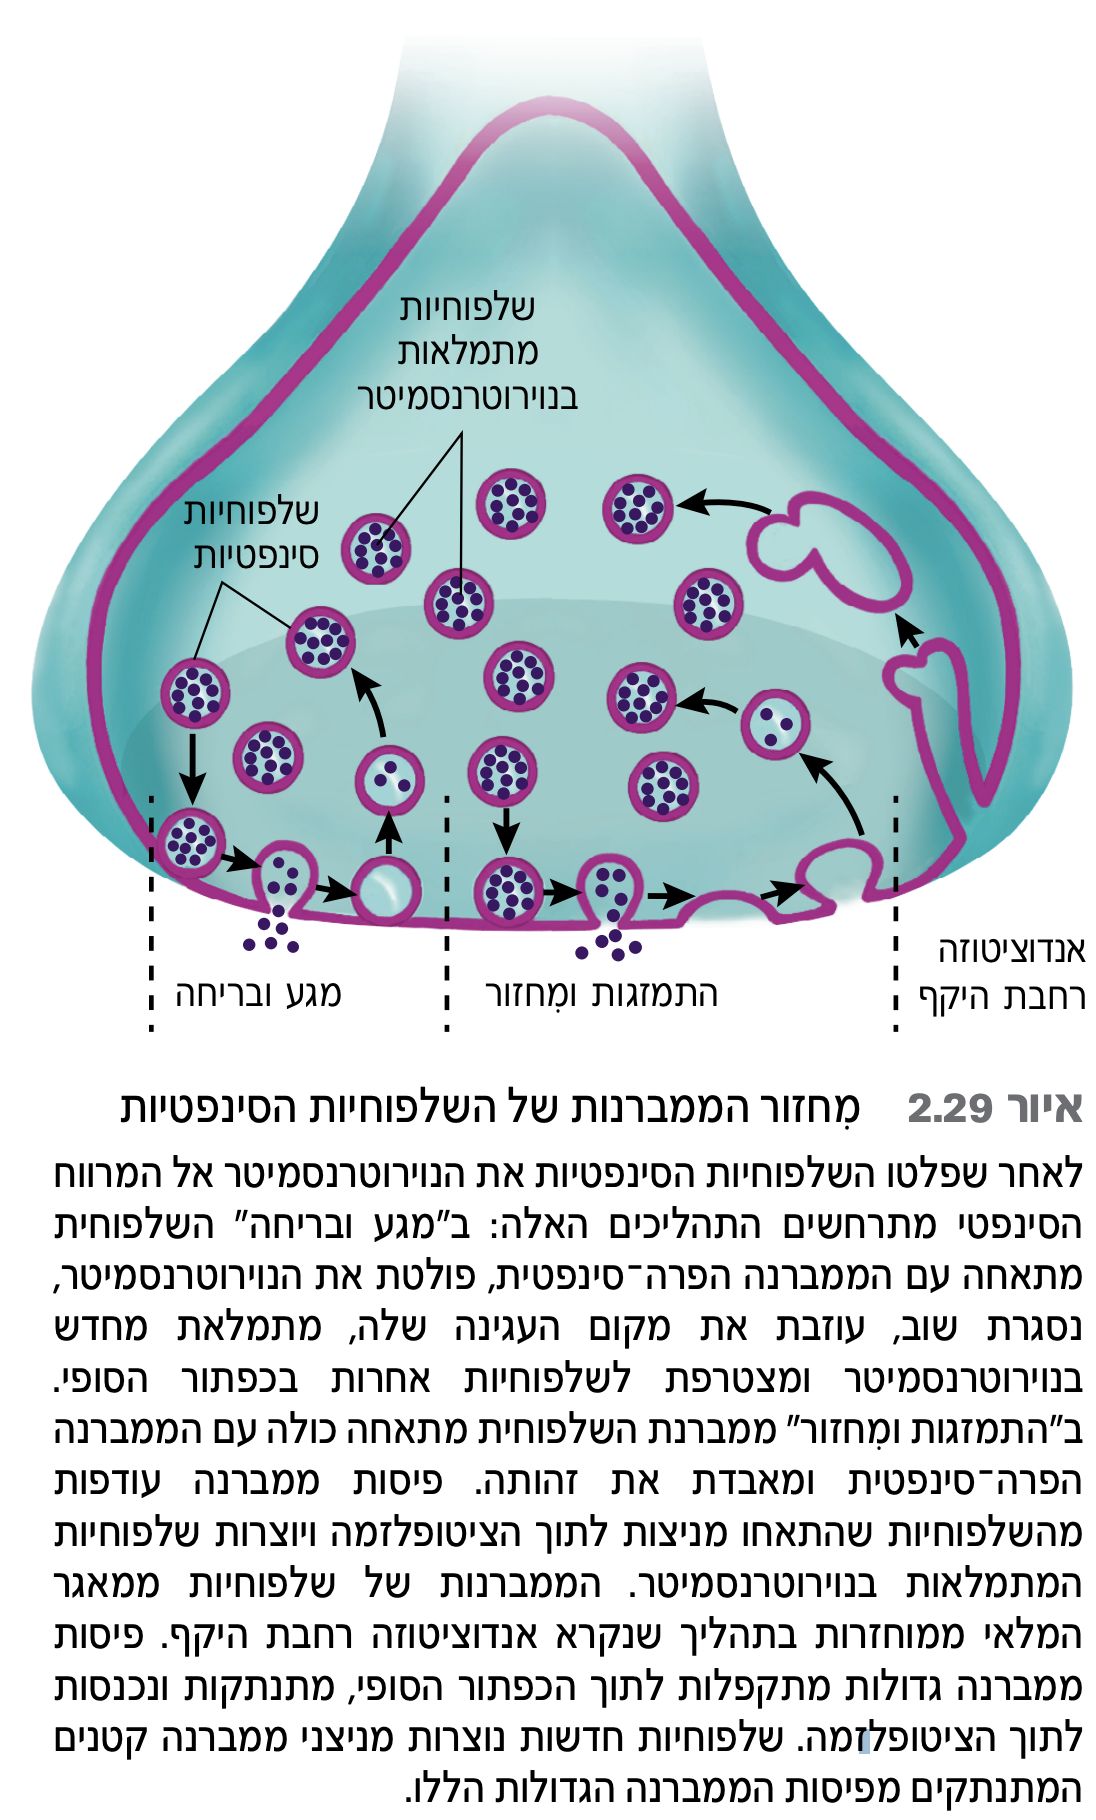 שלפוחיות
מתמלאות
בנוירוטרנסמיטר
שלפוחיות
סינפטיות
אנדוציטוזה
רחבת היקף
התמזגות ומִחזור
מגע ובריחה
איור 2.29 מִחזור הממברנות של השלפוחיות הסינפטיות
לאחר שפלטו השלפוחיות הסינפטיות את הנוירוטרנסמיטר אל המרווח
הסינפטי מתרחשים התהליכים האלה: ב"מגע ובריחה" השלפוחית
מתאחה עם הממברנה הפרה־סינפטית, פולטת את הנוירוטרנסמיטר,
נסגרת שוב, עוזבת את מקום העגינה שלה, מתמלאת מחדש
בנוירוטרנסמיטר ומצטרפת לשלפוחיות אחרות בכפתור הסופי.
ב"התמזגות ומִחזור" ממברנת השלפוחית מתאחה כולה עם הממברנה
הפרה־סינפטית ומאבדת את זהותה. פיסות ממברנה עודפות
מהשלפוחיות שהתאחו מניצות לתוך הציטופלזמה ויוצרות שלפוחיות
המתמלאות בנוירוטרנסמיטר. הממברנות של שלפוחיות ממאגר
המלאי ממוחזרות בתהליך שנקרא אנדוציטוזה רחבת היקף. פיסות
ממברנה גדולות מתקפלות לתוך הכפתור הסופי, מתנתקות ונכנסות
לתוך הציטופלזמה. שלפוחיות חדשות נוצרות מניצני ממברנה קטנים
המתנתקים מפיסות הממברנה הגדולות הללו.